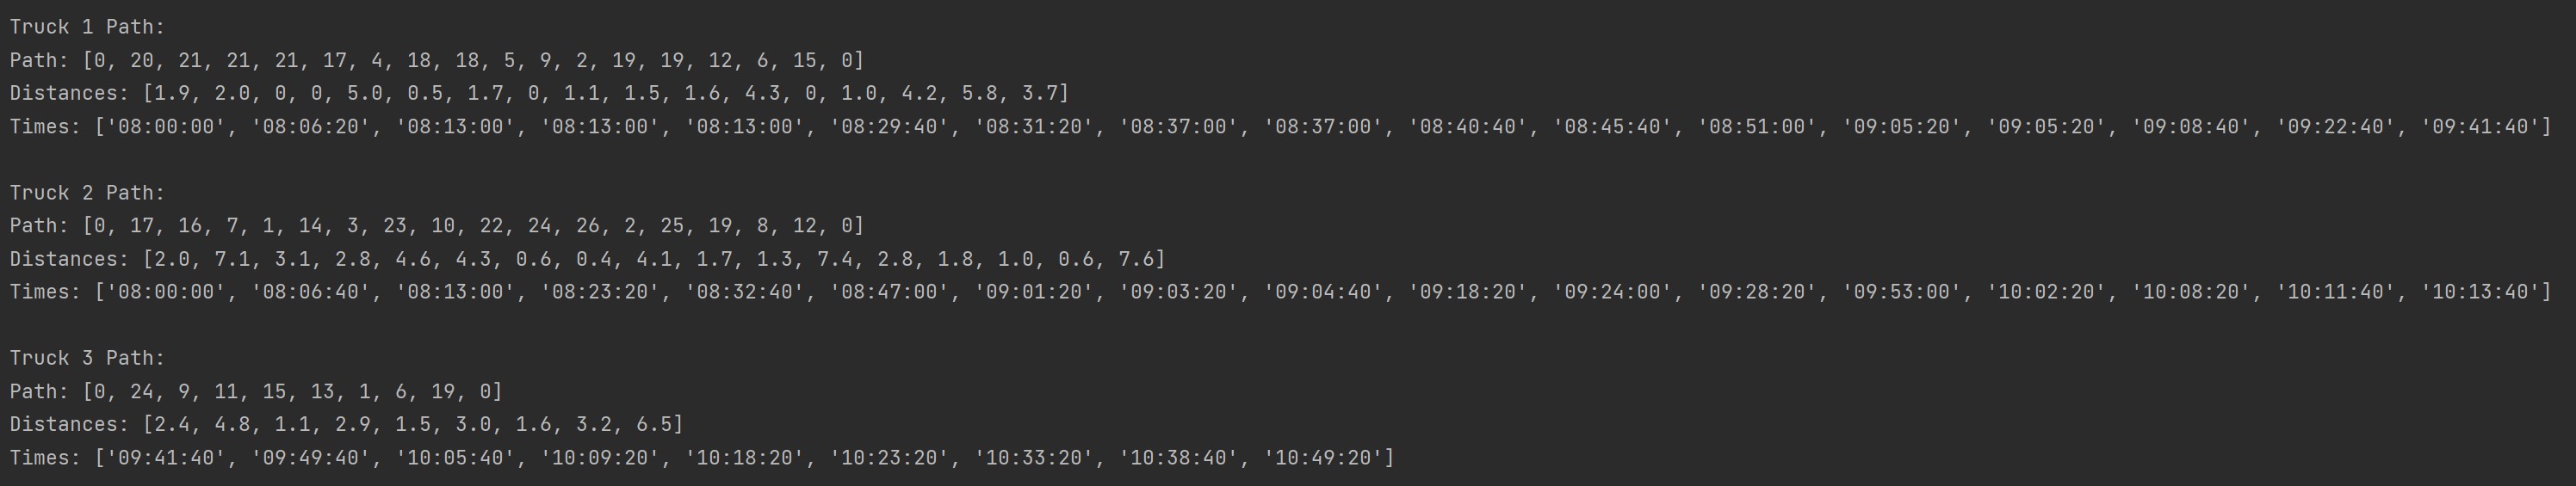 Truck 1 Path:
Path: [0, 20, 21, 21, 21, 17, 4, 18, 18, 5, 9, 2, 19, 19, 12, 6, 15, 0]
Distances: [1.9, 2.0, 0, 0, 5.0, 0.5, 1.7, 0, 1.1, 1.5, 1.6, 4.3, 0, 1.0, 4.2, 5.8, 3.7]
Times: ['08:00:00', '08:06:20', '08:13:00', '08:13:00', '08:13:00', '08:29:40', '08:31:20', '08:37:00', '08:37:00', '08:40:40', '08:45:40', '08:51:00', '09:05:20', '09:05:20', '09:08:40', '09:22:40', '09:41:40']
Truck 2 Path:
Path: [0, 17, 16, 7, 1, 14, 3, 23, 10, 22, 24, 26, 2, 25, 19, 8, 12, 0]
Distances: [2.0, 7.1, 3.1, 2.8, 4.6, 4.3, 0.6, 0.4, 4.1, 1.7, 1.3, 7.4, 2.8, 1.8, 1.0, 0.6, 7.6]
Times: ['08:00:00', '08:06:40', '08:13:00', '08:23:20', '08:32:40', '08:47:00', '09:01:20', '09:03:20', '09:04:40', '09:18:20', '09:24:00', '09:28:20', '09:53:00', '10:02:20', '10:08:20', '10:11:40', '10:13:40']
Truck 3 Path:
Path: [0, 24, 9, 11, 15, 13, 1, 6, 19, 0]
Distances: [2.4, 4.8, 1.1, 2.9, 1.5, 3.0, 1.6, 3.2, 6.5]
Times: ['09:41:40', '09:49:40', '10:05:40', '10:09:20', '10:18:20', '10:23:20', '10:33:20', '10:38:40', '10:49:20']